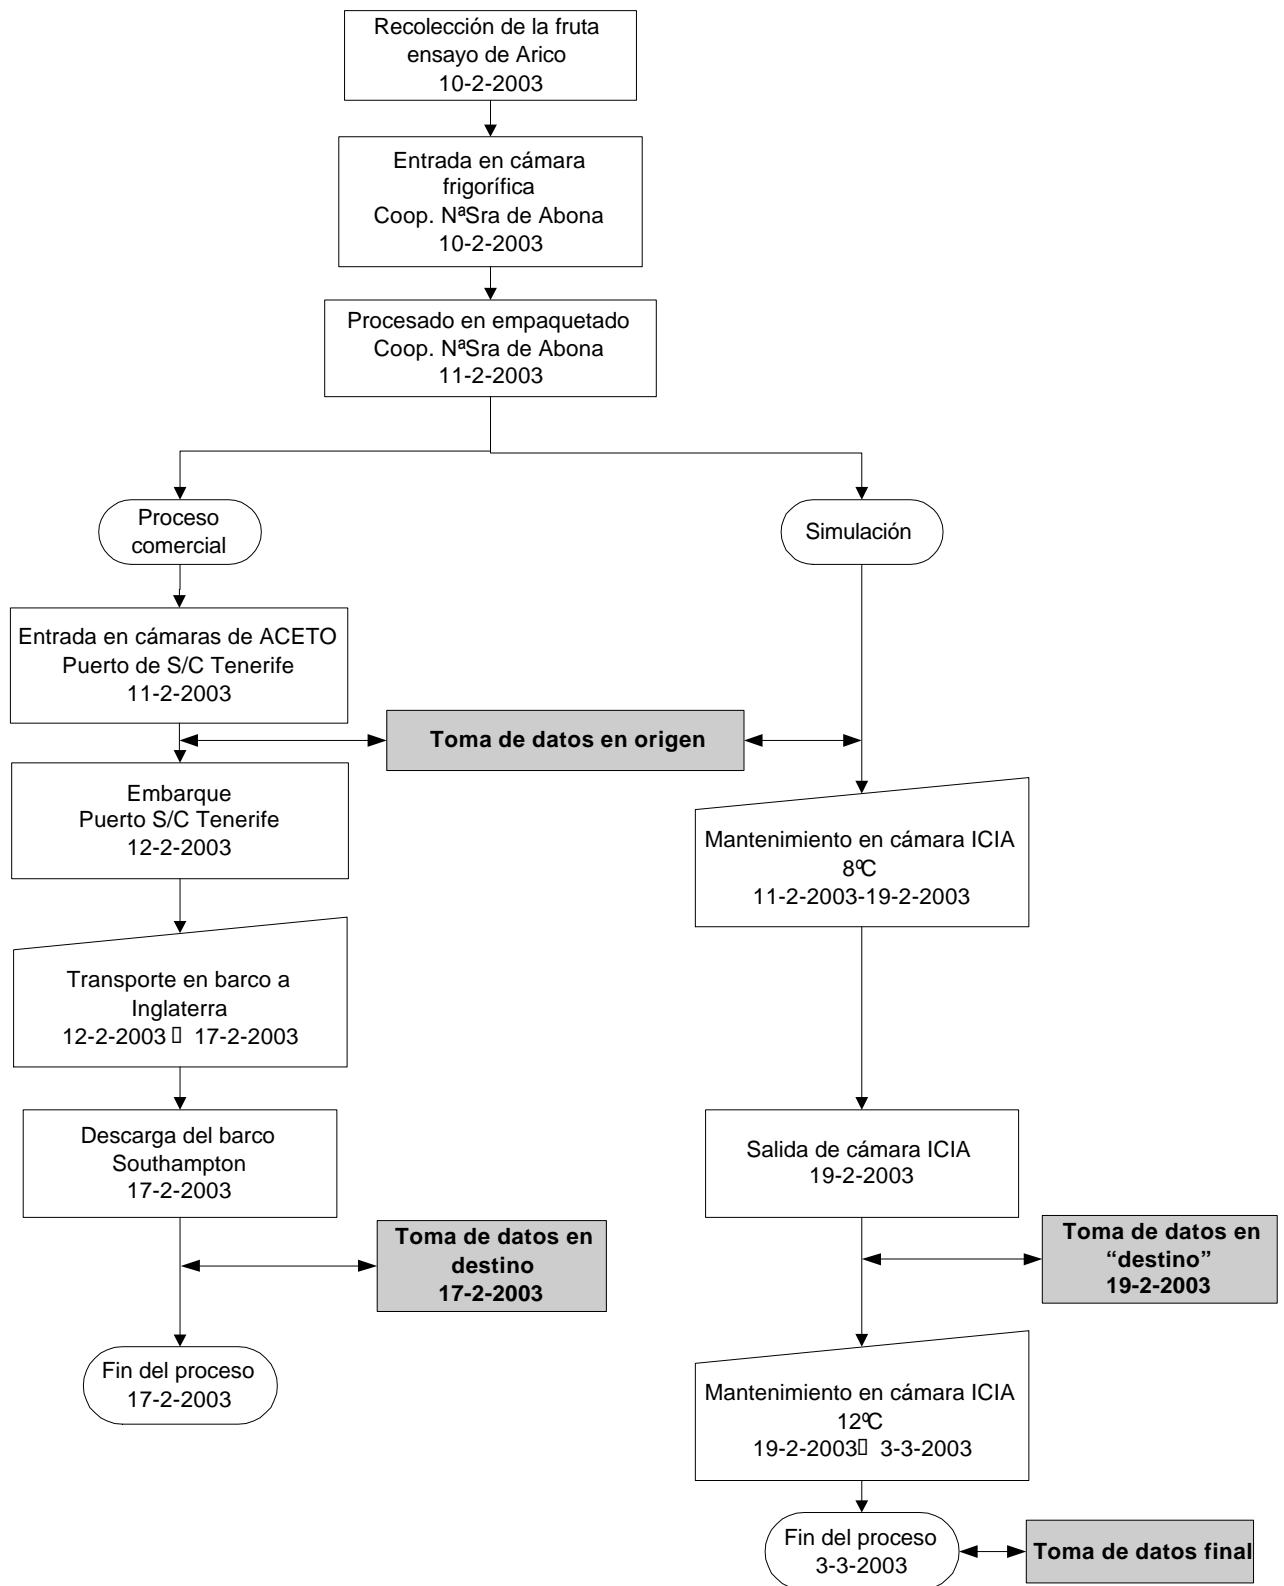 Recolección de la fruta
ensayo de Arico
10-2-2003
Entrada en cámara
frigorífica
Coop. NªSra de Abona
10-2-2003
Procesado en empaquetado
Coop. NªSra de Abona
11-2-2003
Proceso
comercial
Simulación
Entrada en cámaras de ACETO
Puerto de S/C Tenerife
11-2-2003
Toma de datos en origen
Embarque
Puerto S/C Tenerife
12-2-2003
Mantenimiento en cámara ICIA
8ºC
11-2-2003-19-2-2003
Transporte en barco a
Inglaterra
12-2-2003 17-2-2003
Descarga del barco
Southampton
17-2-2003
Salida de cámara ICIA
19-2-2003
Toma de datos en
destino
17-2-2003
Toma de datos en
“destino”
19-2-2003
Fin del proceso
17-2-2003
Mantenimiento en cámara ICIA
12ºC
19-2-2003 3-3-2003
Fin del proceso
3-3-2003
Toma de datos final